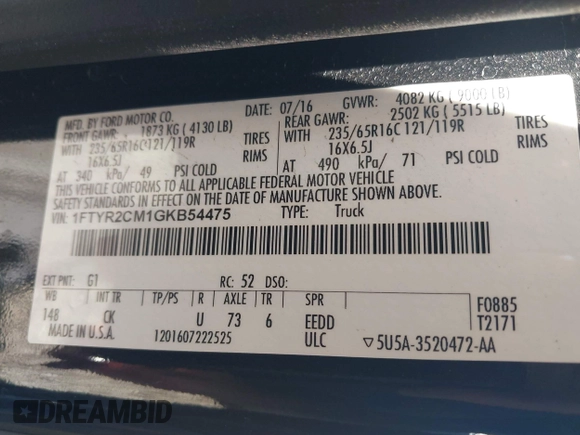 MFD. BY FORD MOTOR CO.
DATE: 07/16 GVWR: 4082 KG ( 9000 LB)
FRONT GAWR: 1873 KG ( 4130 LB)
REAR GAWR: 2502 KG ( 5515 LB)
WITH 235/65R16C 121/119R TIRES
WITH 235/65R16C 121/119R TIRES
16X6.5J RIMS
16X6.5J RIMS
AT 340 kPa/ 49 PSI COLD
AT 490 kPa/ 71 PSI COLD
THIS VEHICLE CONFORMS TO ALL APPLICABLE FEDERAL MOTOR VEHICLE
SAFETY STANDARDS IN EFFECT ON THE DATE OF MANUFACTURE SHOWN ABOVE.
VIN: 1FTYR2CM1GKB54475 TYPE: Truck
EXT PNT: G1 RC: 52 DSO:
WB INT TR TP/PS R AXLE TR SPR
148 CK U 73 6 EEDD
F0885
T2171
MADE IN U.S.A. 1201607222525 ULC
▽5U5A-3520472-AA
DREAMBID